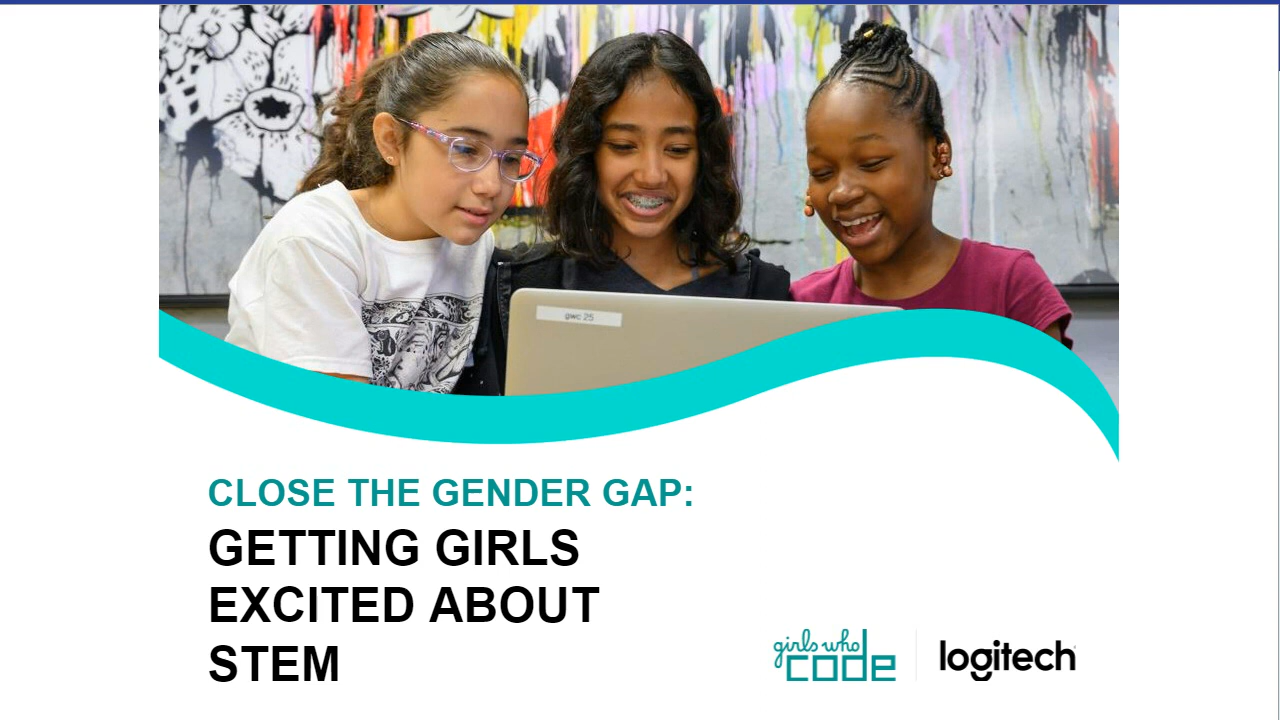 gwc 25
CLOSE THE GENDER GAP:
GETTING GIRLS
EXCITED ABOUT
STEM
girls who
code
logitech